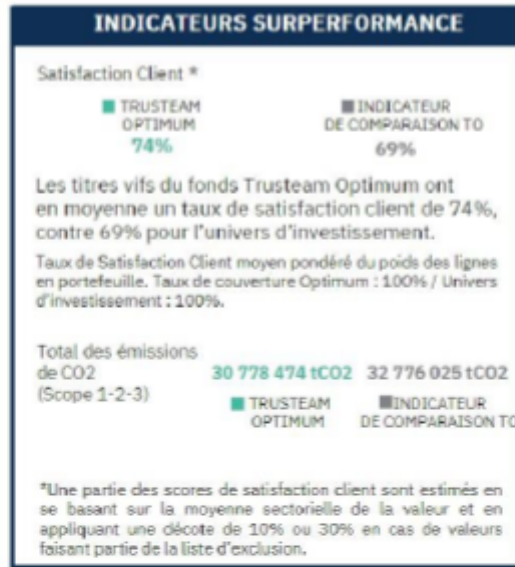 INDICATEURS SURPERFORMANCE
Satisfaction Client *
TRUSTEAM OPTIMUM
74%
INDICATEUR DE COMPARAISON TO
69%
Les titres vifs du fonds Trusteam Optimum ont
en moyenne un taux de satisfaction client de 74%,
contre 69% pour l'univers d'investissement.
Taux de Satisfaction Client moyen pondéré du poids des lignes
en portefeuille. Taux de couverture Optimum : 100% / Univers
d'investissement : 100%.
Total des émissions
de CO2
(Scope 1-2-3)
30 778 474 tCO2 32 776 025 tCO2
TRUSTEAM INDICATEUR
OPTIMUM DE COMPARAISON TO
*Une partie des scores de satisfaction client sont estimés en
se basant sur la moyenne sectorielle de la valeur et en
appliquant une décote de 10% ou 30% en cas de valeurs
faisant partie de la liste d'exclusion.